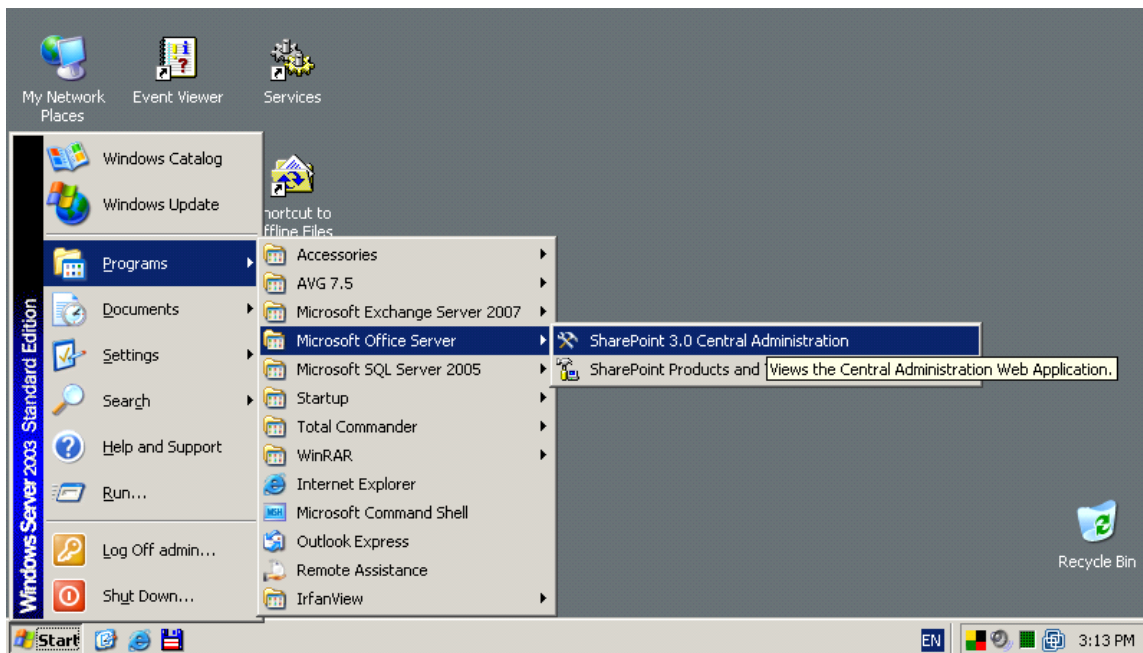 My Network
Places
Event Viewer
Services
Windows Catalog
Windows Update
hortcut to
ffline Files
Programs
Documents
Settings
Search
Help and Support
Run...
Log Off admin...
Shut Down...
Windows Server 2003 Standard Edition
Accessories
AVG 7.5
Microsoft Exchange Server 2007
Microsoft Office Server
Microsoft SQL Server 2005
Startup
Total Commander
WinRAR
Internet Explorer
Microsoft Command Shell
Outlook Express
Remote Assistance
IrfanView
SharePoint 3.0 Central Administration
SharePoint Products and
Views the Central Administration Web Application.
Recycle Bin
Start
EN
3:13 PM